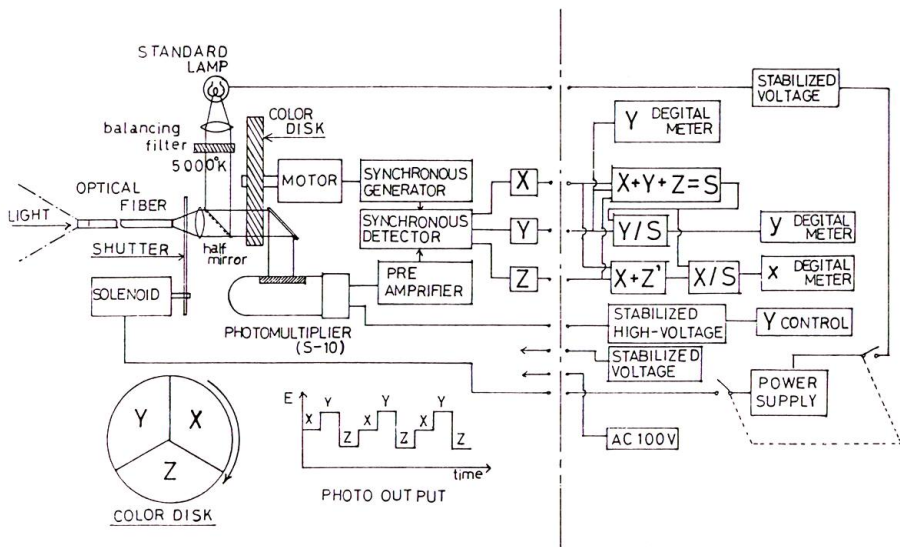 STANDARD
LAMP
COLOR
DISK
balancing
filter
5000°K
MOTOR
SYNCHRONOUS
GENERATOR
OPTICAL
FIBER
LIGHT
SHUTTER
half
mirror
SYNCHRONOUS
DETECTOR
SOLENOID
PRE
AMPRIFIER
PHOTOMULTIPLIER
(S-10)
X
Y
Z
STABILIZED
VOLTAGE
Y DEGITAL
METER
X+Y+Z=S
Y/S
y DEGITAL
METER
X+Z'
X/S
x DEGITAL
METER
STABILIZED
HIGH-VOLTAGE
Y CONTROL
STABILIZED
VOLTAGE
POWER
SUPPLY
AC 100V
Y X
Z
COLOR DISK
E
X Y X Y X Y
Z Z Z
time
PHOTO OUTPUT